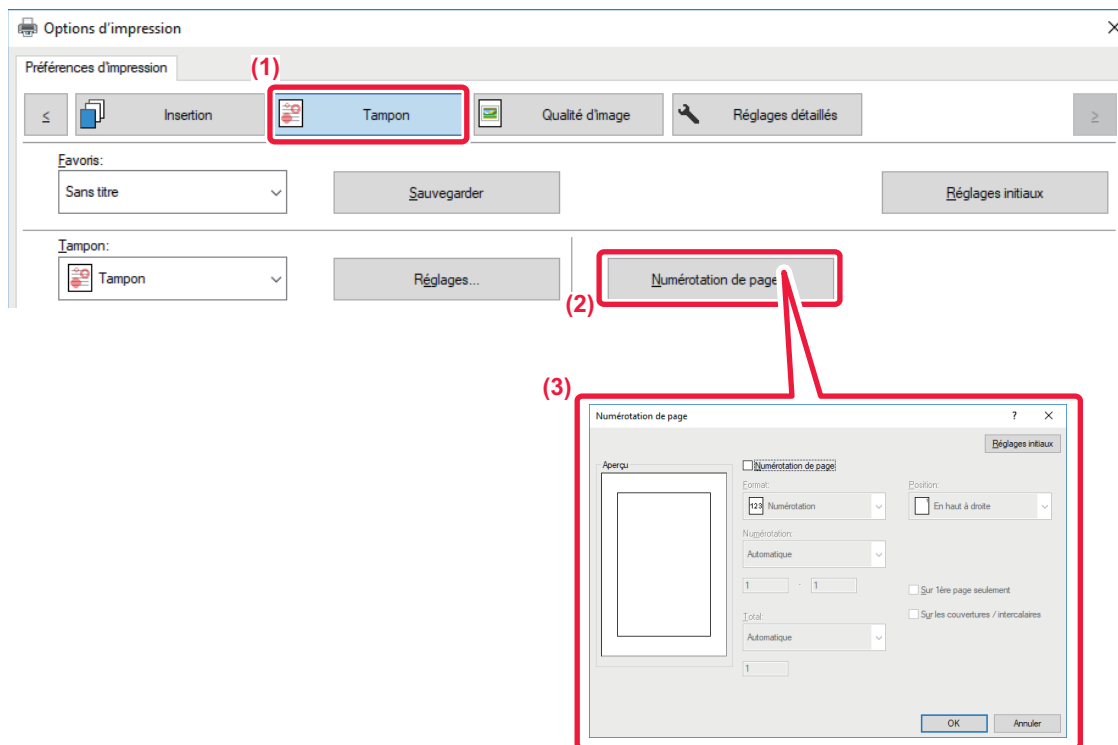 Options d'impression
Préférences d'impression
(1)
<
Insertion
Tampon
Qualité d'image
Réglages détaillés
>
Favoris:
Sans titre
Sauvegarder
Réglages initiaux
Tampon:
Tampon
Réglages...
Numérotation de page
(2)
(3)
Numérotation de page
?
Réglages initiaux
Aperçu
Numérotation de page
Format:
Position:
123 Numérotation
En haut à droite
Numérotation:
Automatique
1 - 1
Sur 1ère page seulement
Sur les couvertures / intercalaires
Total:
Automatique
1
OK
Annuler